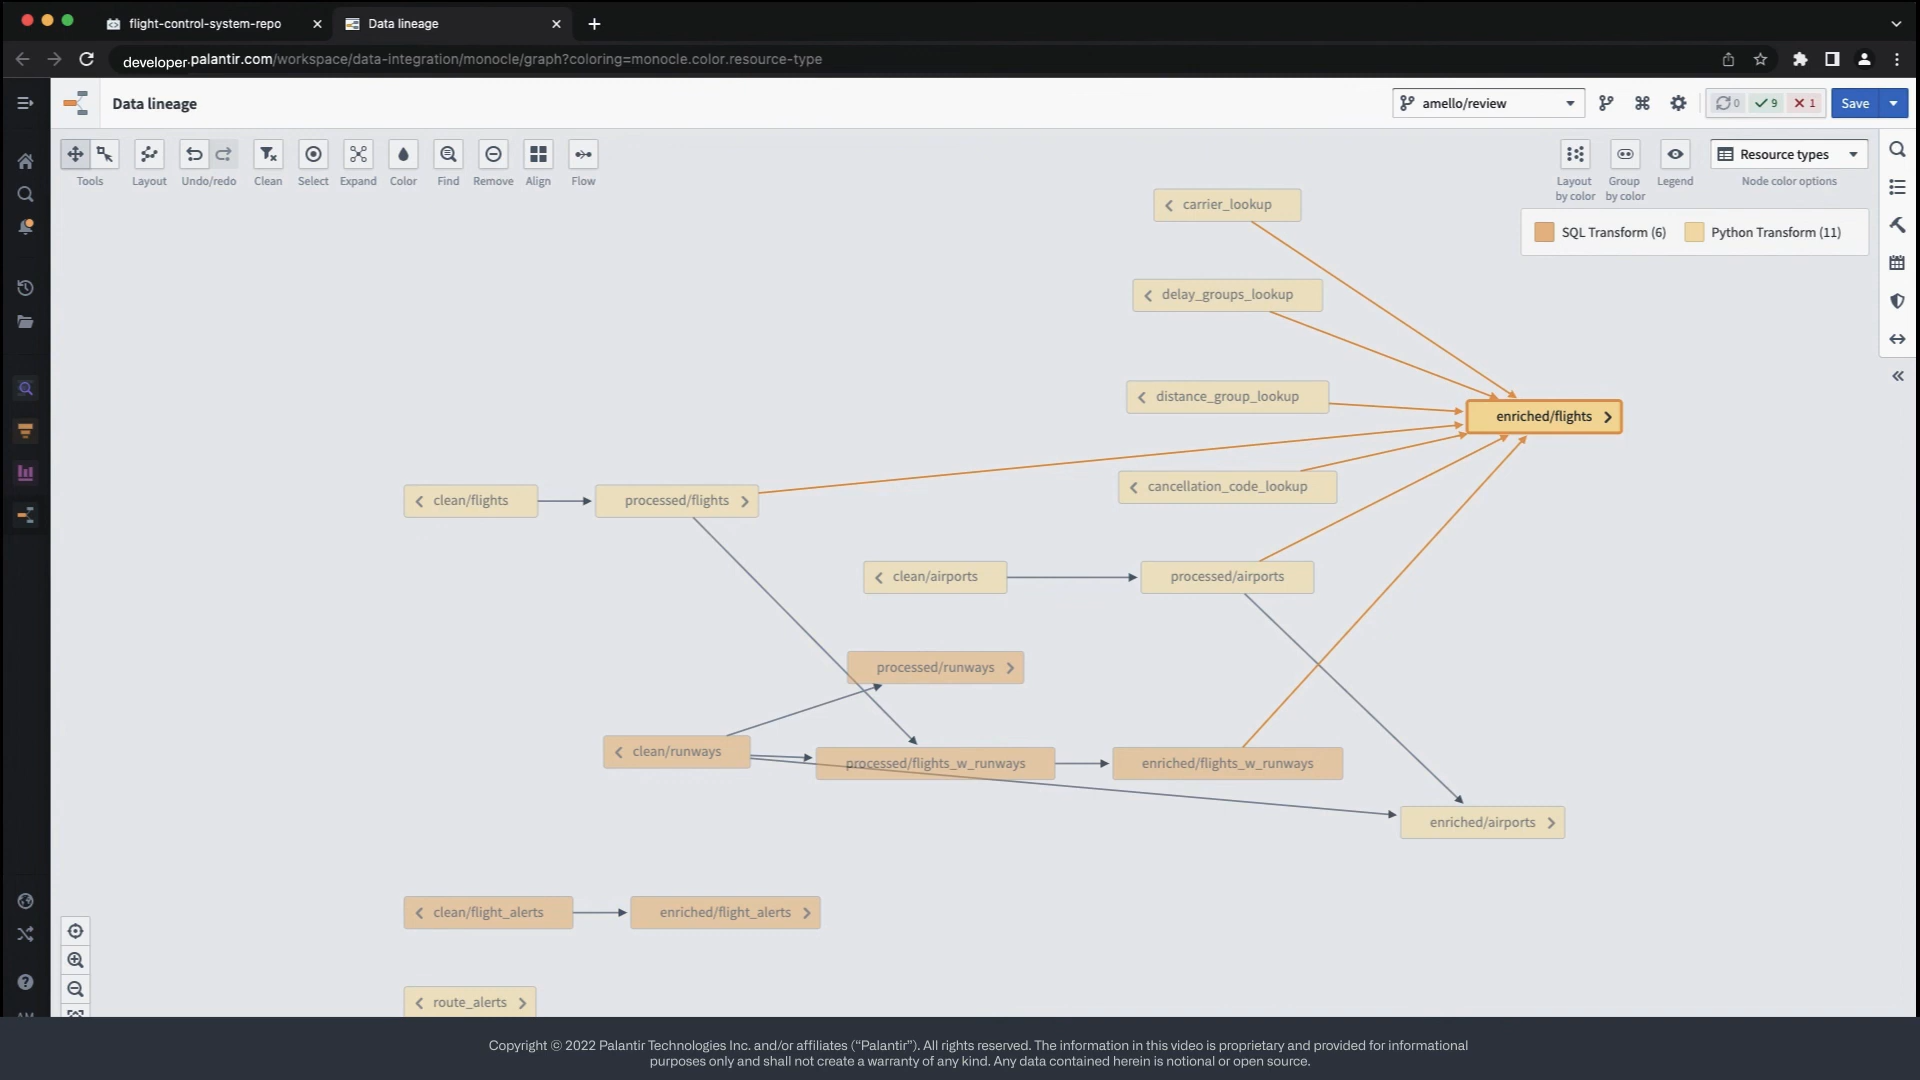 flight-control-system-repo
Data lineage
developer.palantir.com/workspace/data-integration/monocle/graph?coloring=monocle.color.resource-type
Data lineage
amello/review
0
9
1
Save
Tools
Layout
Undo/redo
Clean
Select
Expand
Color
Find
Remove
Align
Flow
Layout
by color
Group
by color
Legend
Resource types
Node color options
SQL Transform (6)
Python Transform (11)
carrier_lookup
delay_groups_lookup
distance_group_lookup
enriched/flights
cancellation_code_lookup
clean/flights
processed/flights
clean/airports
processed/airports
processed/runways
clean/runways
processed/flights_w_runways
enriched/flights_w_runways
enriched/airports
clean/flight_alerts
enriched/flight_alerts
route_alerts
Copyright © 2022 Palantir Technologies Inc. and/or affiliates (“Palantir”). All rights reserved. The information in this video is proprietary and provided for informational
purposes only and shall not create a warranty of any kind. Any data contained herein is notional or open source.